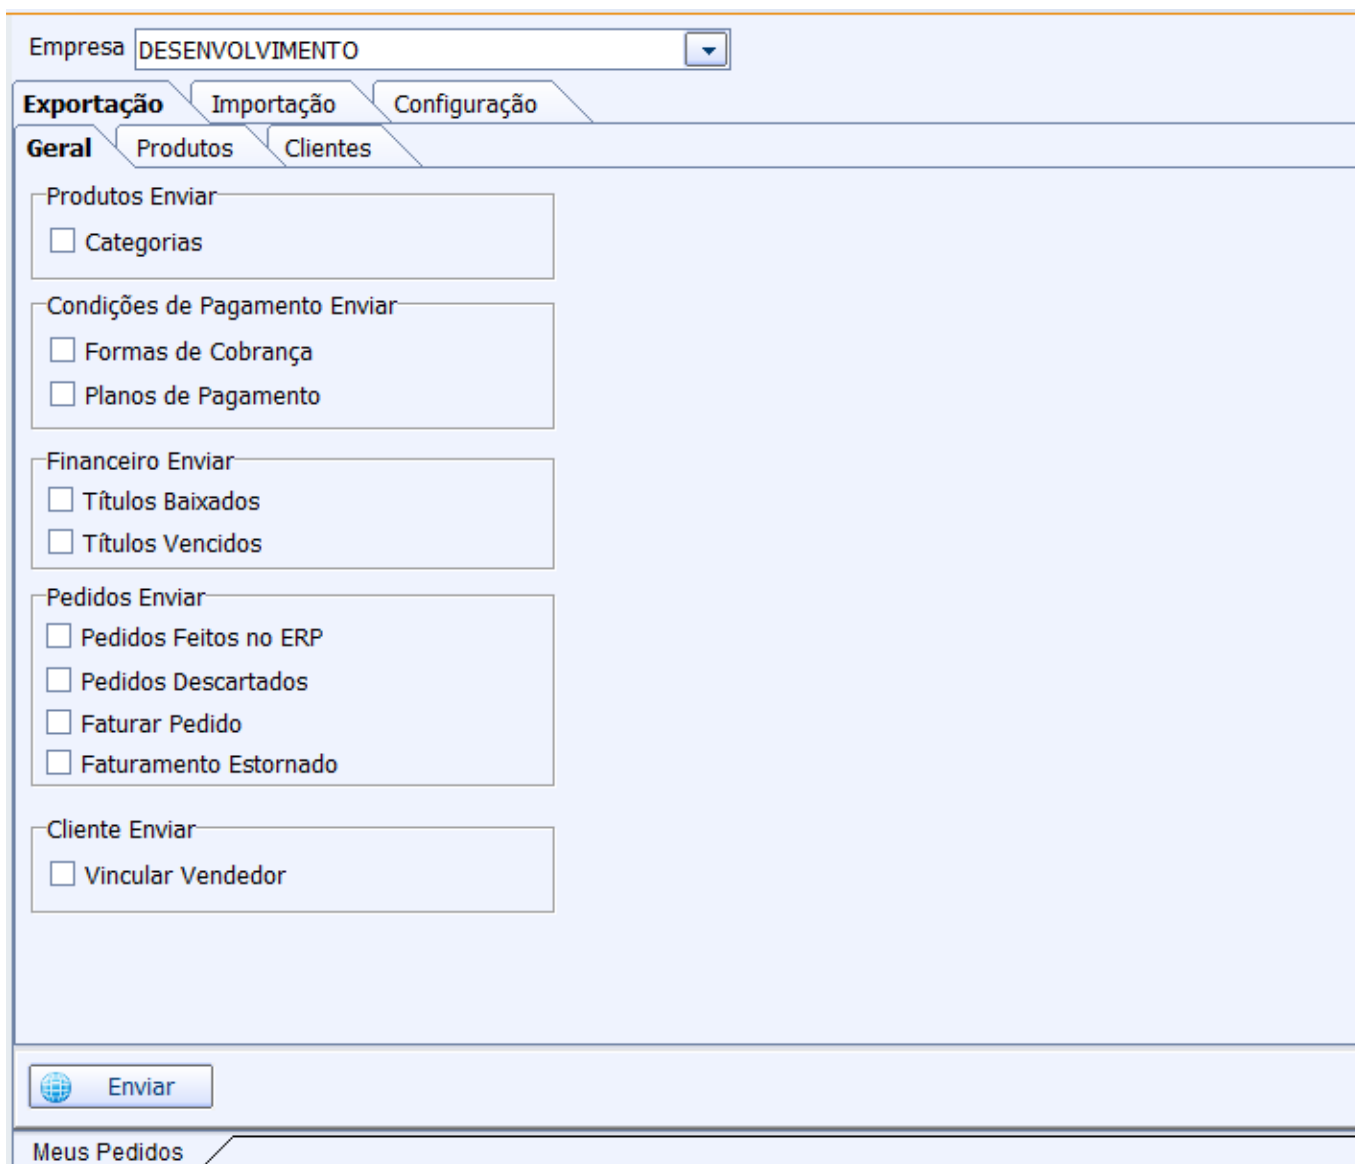 Empresa DESENVOLVIMENTO
Exportação Importação Configuração
Geral Produtos Clientes
Produtos Enviar
Categorias
Condições de Pagamento Enviar
Formas de Cobrança
Planos de Pagamento
Financeiro Enviar
Títulos Baixados
Títulos Vencidos
Pedidos Enviar
Pedidos Feitos no ERP
Pedidos Descartados
Faturar Pedido
Faturamento Estornado
Cliente Enviar
Vincular Vendedor
Enviar
Meus Pedidos